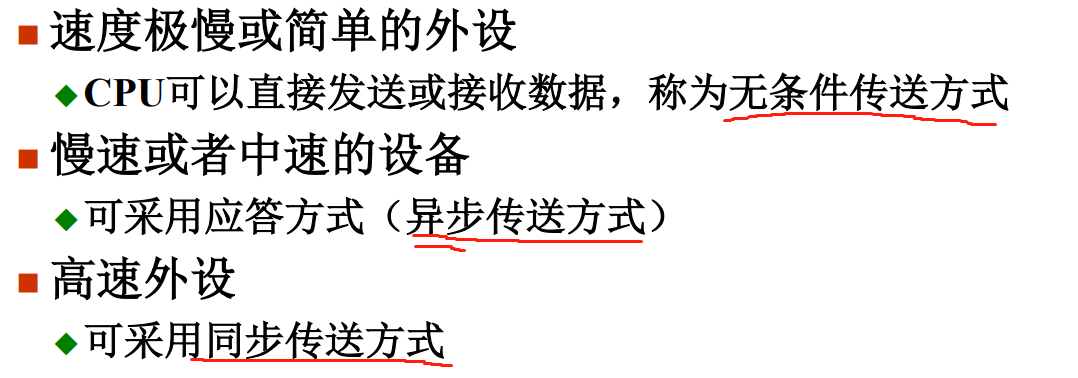 速度极慢或简单的外设
CPU可以直接发送或接收数据，称为无条件传送方式
慢速或者中速的设备
可采用应答方式（异步传送方式）
高速外设
可采用同步传送方式